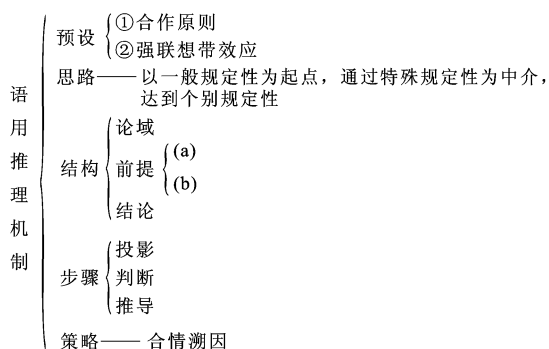 语用推理机制
预设
①合作原则
②强联想带效应
思路——以一般规定性为起点，通过特殊规定性为中介，
达到个别规定性
结构
论域
前提
(a)
(b)
结论
步骤
投影
判断
推导
策略——合情溯因